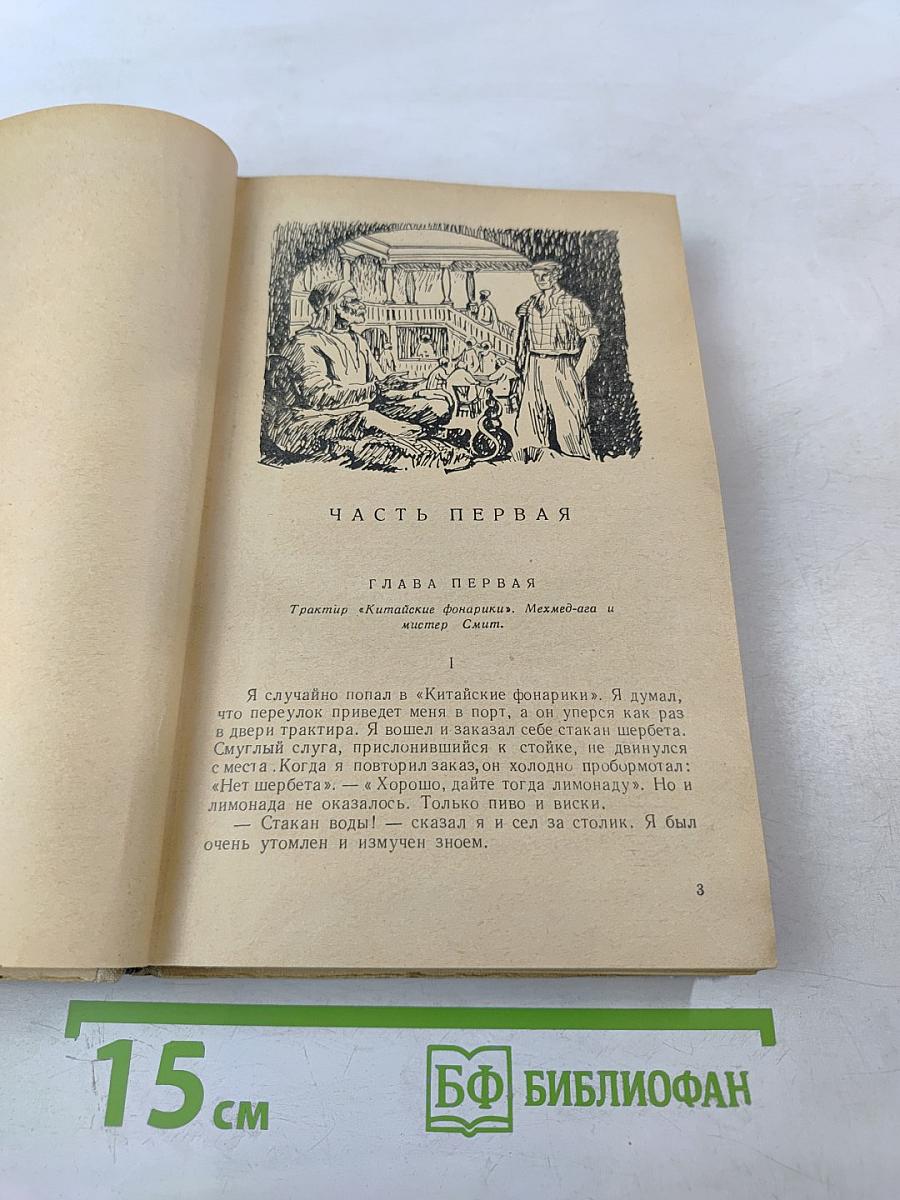 ЧАСТЬ ПЕРВАЯ
ГЛАВА ПЕРВАЯ
Трактир «Китайские фонарики». Мехмед-ага и
мистер Смит.
I
Я случайно попал в «Китайские фонарики». Я думал,
что переулок приведет меня в порт, а он уперся как раз
в двери трактира. Я вошел и заказал себе стакан шербета.
Смуглый слуга, прислонившийся к стойке, не двинулся
с места. Когда я повторил заказ, он холодно пробормотал:
«Нет шербета». — «Хорошо, дайте тогда лимонаду». Но и
лимонада не оказалось. Только пиво и виски.
— Стакан воды! — сказал я и сел за столик. Я был
очень утомлен и измучен зноем.
3
15 см
БФ БИБЛИОФАН